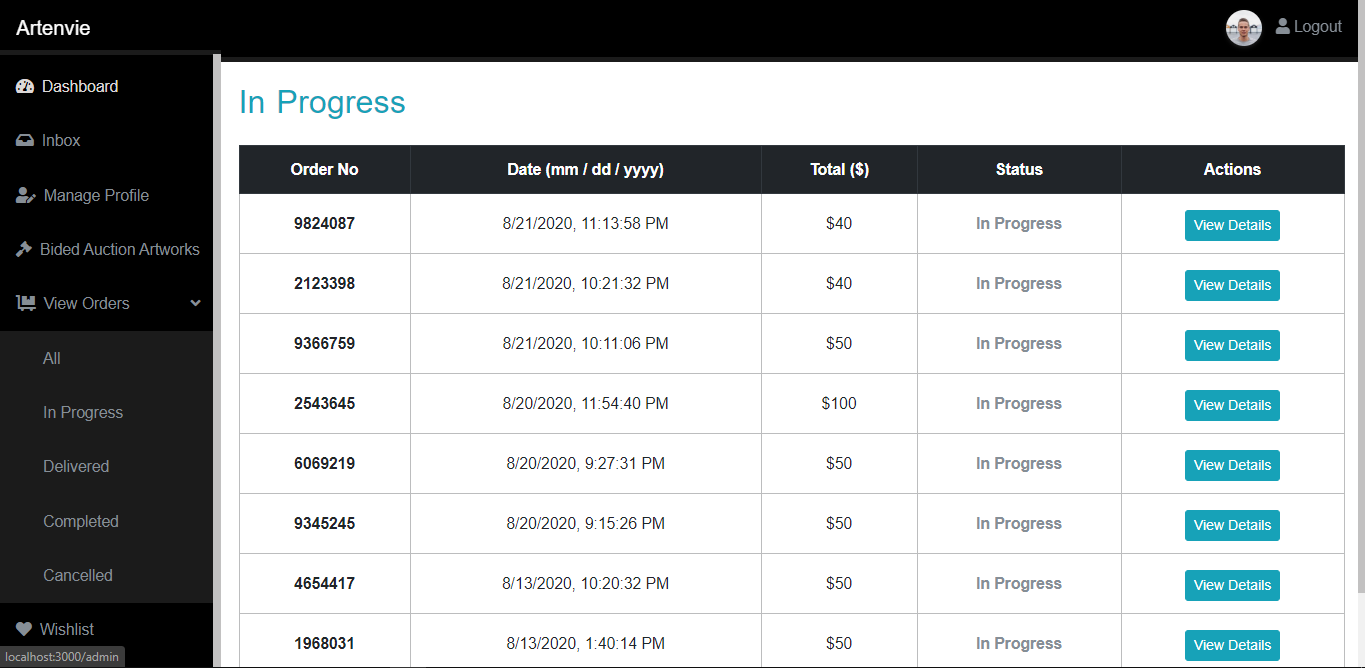 Artenvie
Logout
Dashboard
Inbox
Manage Profile
Bided Auction Artworks
View Orders
All
In Progress
Delivered
Completed
Cancelled
Wishlist
localhost:3000/admin
In Progress
Order No Date (mm / dd / yyyy) Total ($) Status Actions
9824087 8/21/2020, 11:13:58 PM $40 In Progress View Details
2123398 8/21/2020, 10:21:32 PM $40 In Progress View Details
9366759 8/21/2020, 10:11:06 PM $50 In Progress View Details
2543645 8/20/2020, 11:54:40 PM $100 In Progress View Details
6069219 8/20/2020, 9:27:31 PM $50 In Progress View Details
9345245 8/20/2020, 9:15:26 PM $50 In Progress View Details
4654417 8/13/2020, 10:20:32 PM $50 In Progress View Details
1968031 8/13/2020, 1:40:14 PM $50 In Progress View Details